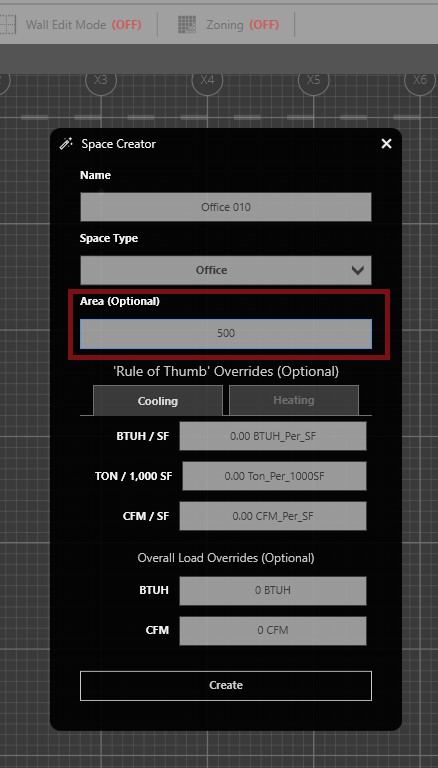 Wall Edit Mode (OFF) Zoning (OFF)
X3 X4 X5 X6
Space Creator
Name
Office 010
Space Type
Office
Area (Optional)
500
'Rule of Thumb' Overrides (Optional)
Cooling Heating
BTUH / SF 0.00 BTUH_Per_SF
TON / 1,000 SF 0.00 Ton_Per_1000SF
CFM / SF 0.00 CFM_Per_SF
Overall Load Overrides (Optional)
BTUH 0 BTUH
CFM 0 CFM
Create